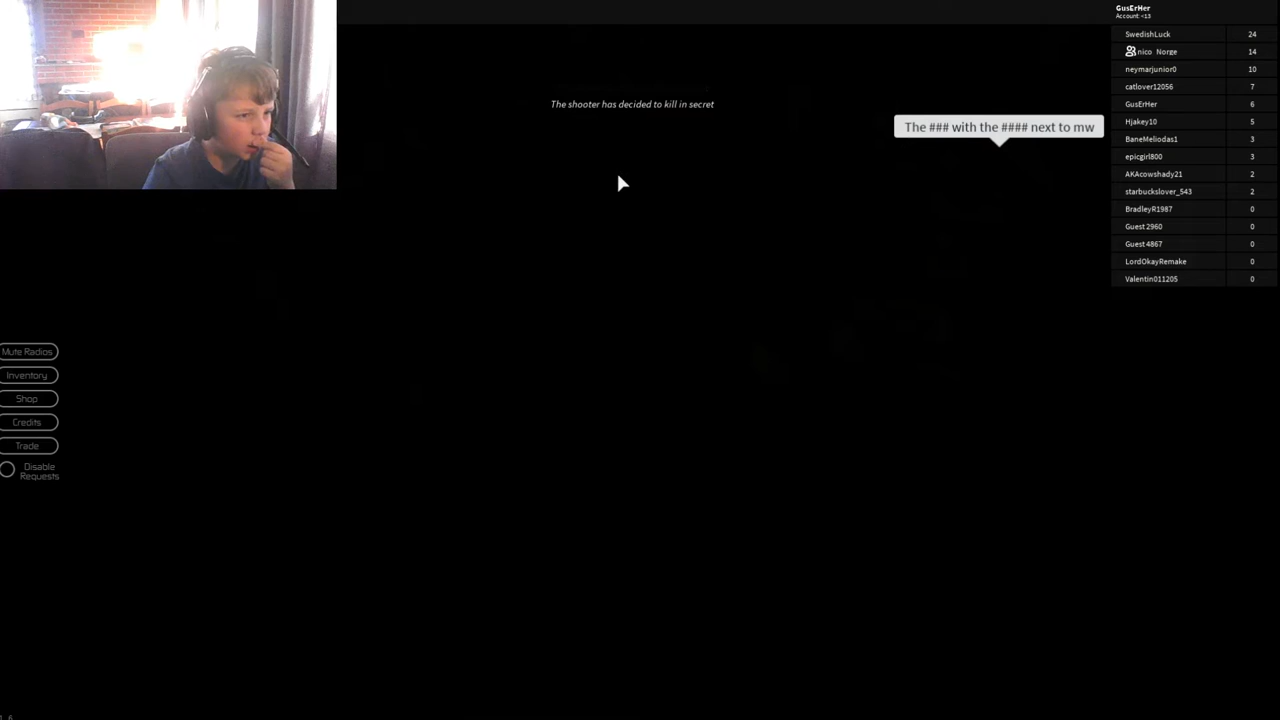 GusErHer
Account: <13
SwedishLuck 24
nico Norge 14
neymarjunior0 10
catlover12056 7
GusErHer 6
Hjakey10 5
BaneMeliodas1 3
epicgirl800 3
AKAcowshady21 2
starbuckslover_543 2
BradleyR1987 0
Guest 2960 0
Guest 4867 0
LordOkayRemake 0
Valentin011205 0
The shooter has decided to kill in secret
The ### with the #### next to mw
Mute Radios
Inventory
Shop
Credits
Trade
Disable
Requests